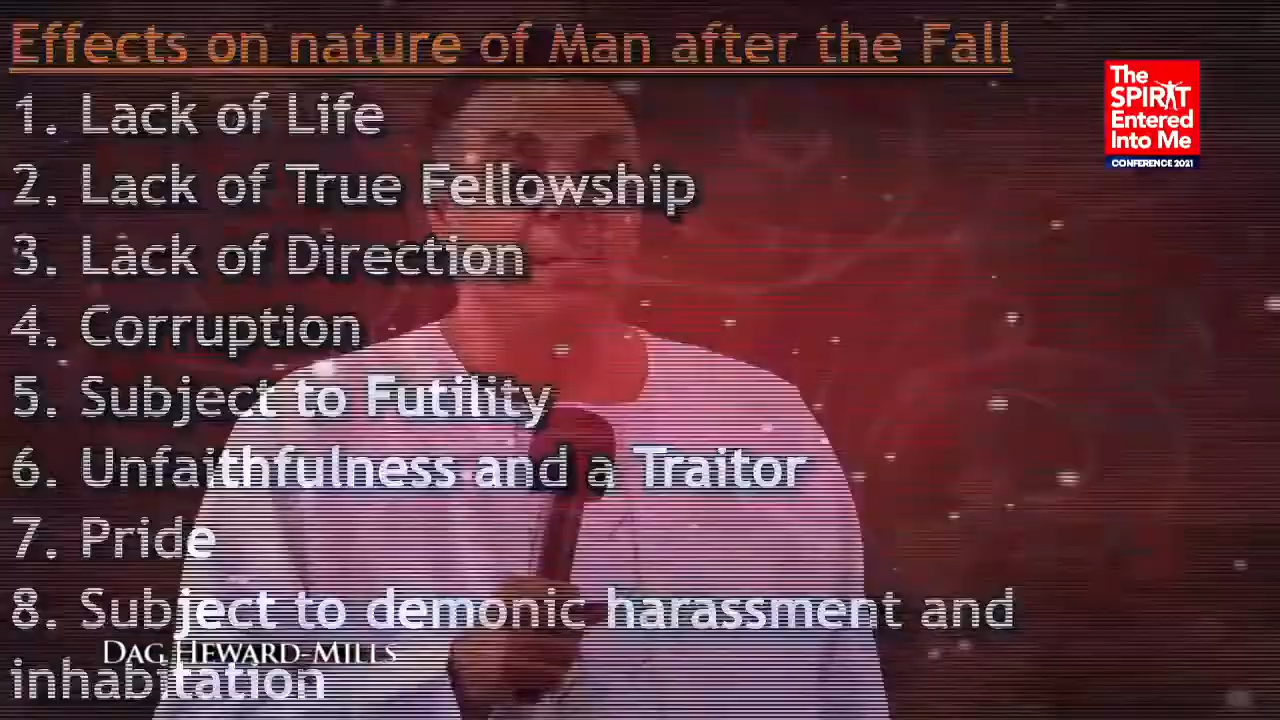 Effects on nature of Man after the Fall
1. Lack of Life
2. Lack of True Fellowship
3. Lack of Direction
4. Corruption
5. Subject to Futility
6. Unfaithfulness and a Traitor
7. Pride
8. Subject to demonic harassment and
inhabitation
DAG HEWARD-MILLS
The
SPIRIT
Entered
Into Me
CONFERENCE 2021